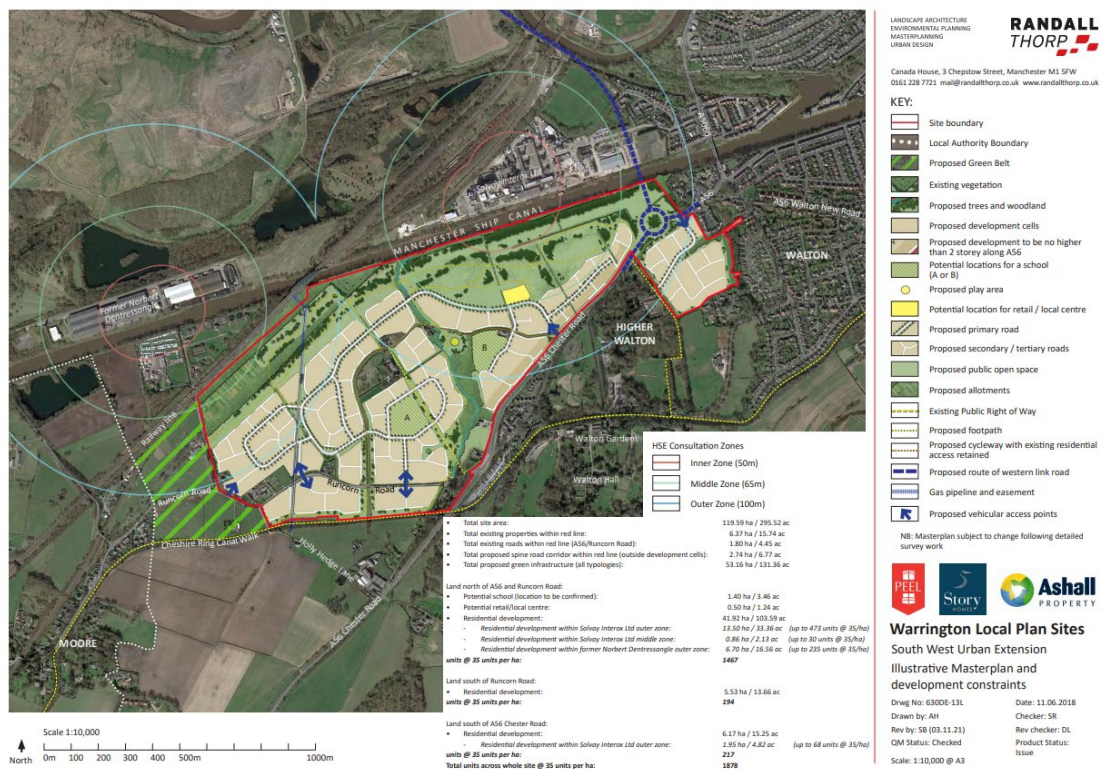 LANDSCAPE ARCHITECTURE
ENVIRONMENTAL PLANNING
MASTERPLANNING
URBAN DESIGN
RANDALL
THORP
Canada House, 3 Chepstow Street, Manchester M1 5FW
0161 228 7721 mail@randallthorp.co.uk www.randallthorp.co.uk
KEY:
Site boundary
Local Authority Boundary
Proposed Green Belt
Existing vegetation
Proposed trees and woodland
Proposed development cells
Proposed development to be no higher
than 2 storey along A56
Potential locations for a school
(A or B)
Proposed play area
Potential location for retail / local centre
Proposed primary road
Proposed secondary / tertiary roads
Proposed public open space
Proposed allotments
Existing Public Right of Way
Proposed footpath
Proposed cycleway with existing residential
access retained
Proposed route of western link road
Gas pipeline and easement
Proposed vehicular access points
NB: Masterplan subject to change following detailed
survey work
PEEL
Story
HOMES
Ashall
PROPERTY
Warrington Local Plan Sites
South West Urban Extension
Illustrative Masterplan and
development constraints
Drwg No: 630DE-13L
Date: 11.06.2018
Drawn by: AH
Checker: SR
Rev by: SB (03.11.21)
Rev checker: DL
QM Status: Checked
Product Status:
Issue
Scale: 1:10,000 @ A3
Solvay Interox Ltd
MANCHESTER SHIP CANAL
A56
A56 Walton New Road
WALTON
Former Norbert
Dentressangle
HIGHER
WALTON
A56 Chester Road
B
A
Railway line
Runcorn Road
Runcorn Road
Walton Gardens
Walton Hall
Cheshire Ring Canal Walk
Holly Hedge Lane
A56 Chester Road
MOORE
HSE Consultation Zones
Inner Zone (50m)
Middle Zone (65m)
Outer Zone (100m)
• Total site area: 119.59 ha / 295.52 ac
• Total existing properties within red line: 6.37 ha / 15.74 ac
• Total existing roads within red line (A56/Runcorn Road): 1.80 ha / 4.45 ac
• Total proposed spine road corridor within red line (outside development cells): 2.74 ha / 6.77 ac
• Total proposed green infrastructure (all typologies): 53.16 ha / 131.36 ac
Land north of A56 and Runcorn Road:
• Potential school (location to be confirmed): 1.40 ha / 3.46 ac
• Potential retail/local centre: 0.50 ha / 1.24 ac
• Residential development: 41.92 ha / 103.59 ac
- Residential development within Solvay Interox Ltd outer zone: 13.50 ha / 33.36 ac (up to 473 units @ 35/ha)
- Residential development within Solvay Interox Ltd middle zone: 0.86 ha / 2.13 ac (up to 30 units @ 35/ha)
- Residential development within former Norbert Dentressangle outer zone: 6.70 ha / 16.56 ac (up to 235 units @ 35/ha)
units @ 35 units per ha: 1467
Land south of Runcorn Road:
• Residential development: 5.53 ha / 13.66 ac
units @ 35 units per ha: 194
Land south of A56 Chester Road:
• Residential development: 6.17 ha / 15.25 ac
- Residential development within Solvay Interox Ltd outer zone: 1.95 ha / 4.82 ac (up to 68 units @ 35/ha)
units @ 35 units per ha: 217
Total units across whole site @ 35 units per ha: 1878
North
Scale 1:10,000
0m 100 200 300 400 500m 1000m